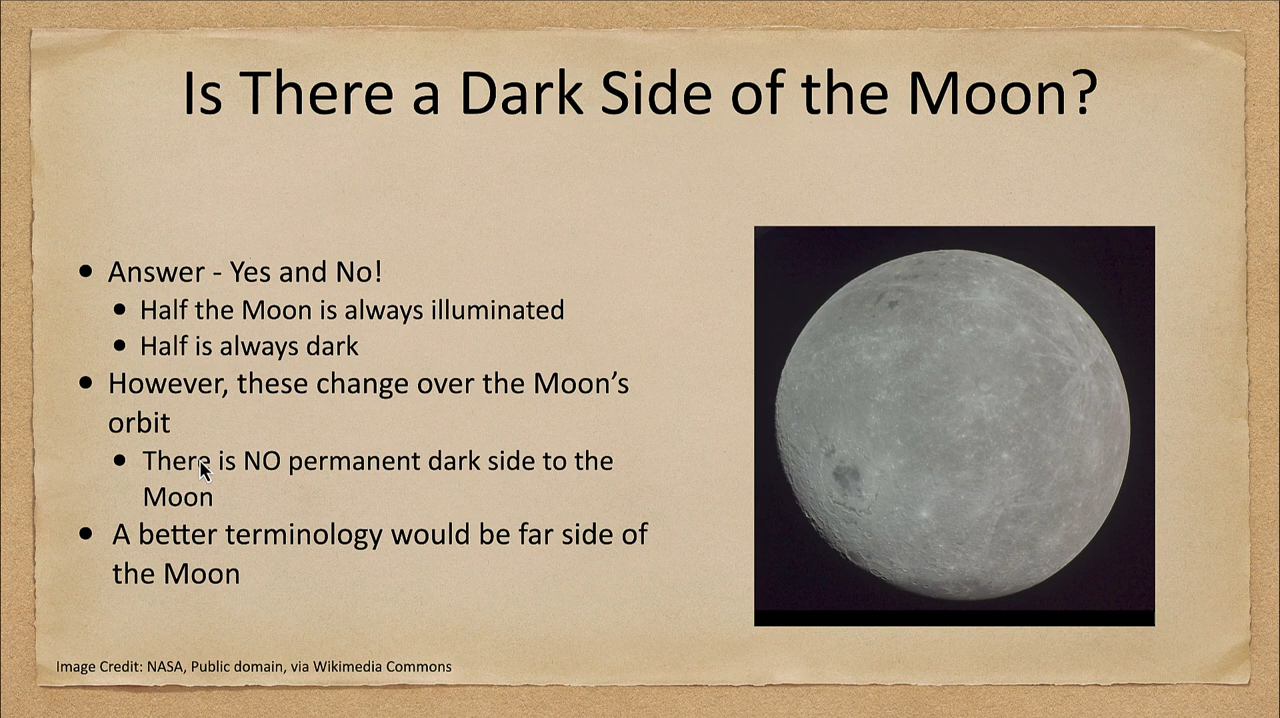 Is There a Dark Side of the Moon?
• Answer - Yes and No!
• Half the Moon is always illuminated
• Half is always dark
• However, these change over the Moon’s
orbit
• There is NO permanent dark side to the
Moon
• A better terminology would be far side of
the Moon
Image Credit: NASA, Public domain, via Wikimedia Commons